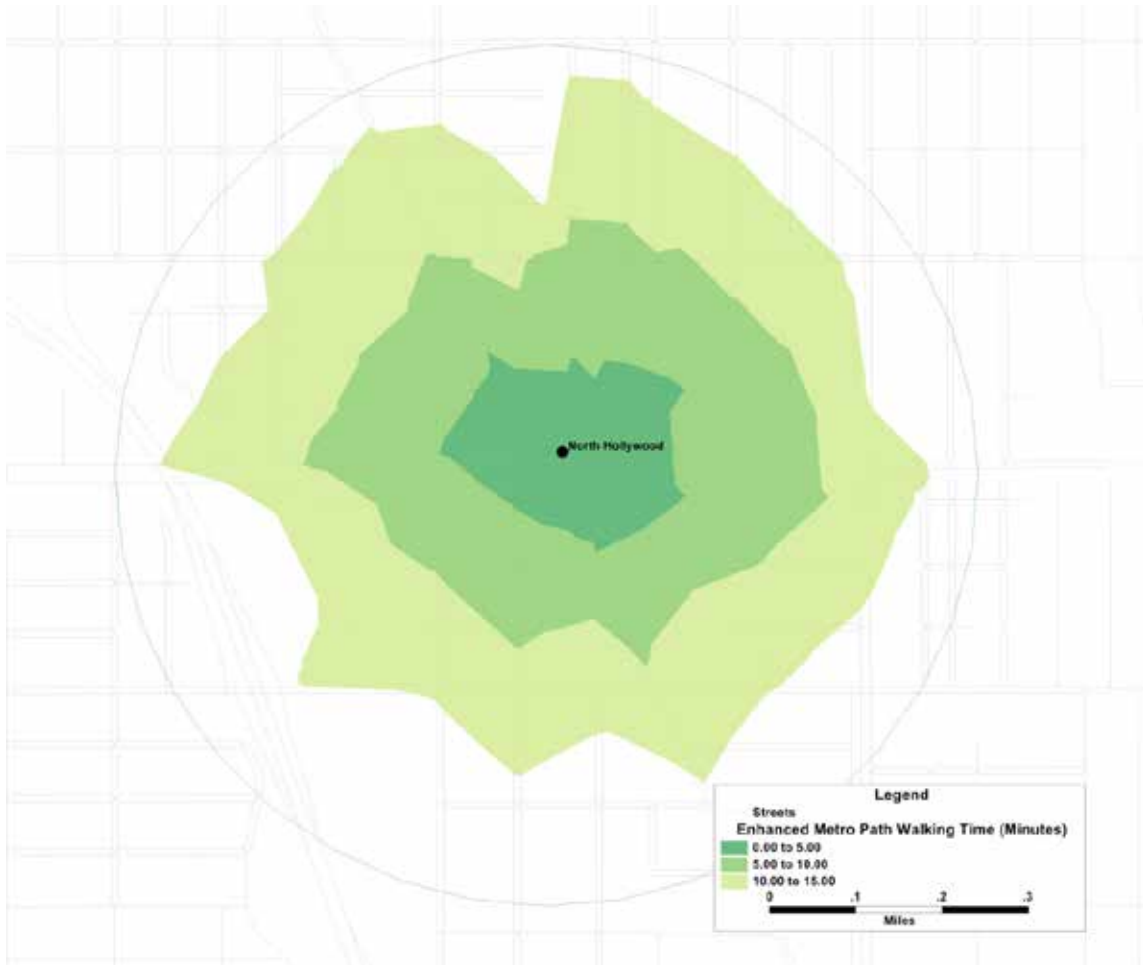 North Hollywood
Legend
Streets
Enhanced Metro Path Walking Time (Minutes)
0.00 to 5.00
5.00 to 10.00
10.00 to 15.00
0 .1 .2 .3
Miles